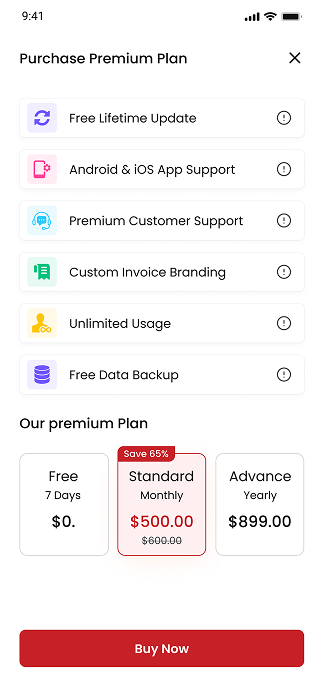 9:41
Purchase Premium Plan
Free Lifetime Update
Android & iOS App Support
Premium Customer Support
Custom Invoice Branding
Unlimited Usage
Free Data Backup
Our premium Plan
Free
7 Days
$0.
Save 65%
Standard
Monthly
$500.00
$600.00
Advance
Yearly
$899.00
Buy Now